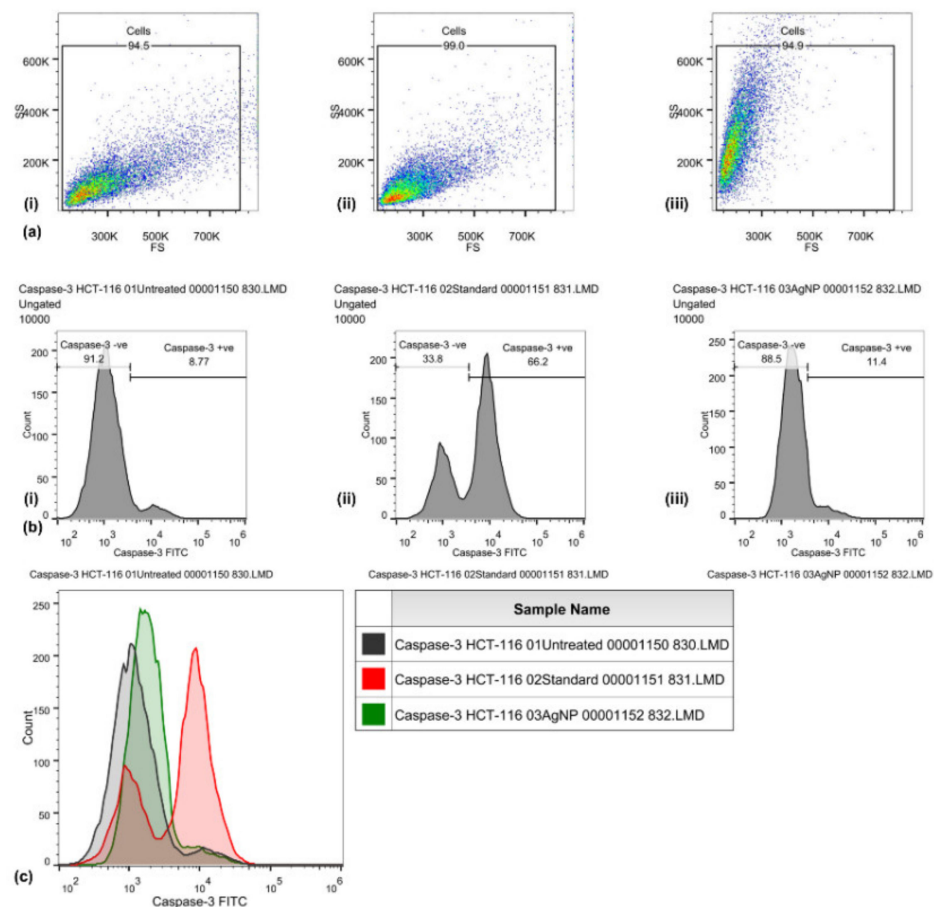 Cells
94.5
600K
400K
200K
SS
300K 500K 700K
FS
(i)
(a)
Cells
99.0
600K
400K
200K
SS
300K 500K 700K
FS
(ii)
Cells
94.9
600K
400K
200K
SS
300K 500K 700K
FS
(iii)
Caspase-3 HCT-116 01Untreated 00001150 830.LMD
Ungated
10000
Caspase-3 -ve
91.2
Caspase-3 +ve
8.77
200
150
100
50
0
Count
10^2 10^3 10^4 10^5 10^6
Caspase-3 FITC
(i)
(b)
Caspase-3 HCT-116 01Untreated 00001150 830.LMD
Caspase-3 HCT-116 02Standard 00001151 831.LMD
Ungated
10000
Caspase-3 -ve
33.8
Caspase-3 +ve
66.2
200
150
100
50
0
Count
10^2 10^3 10^4 10^5 10^6
Caspase-3 FITC
(ii)
Caspase-3 HCT-116 02Standard 00001151 831.LMD
Caspase-3 HCT-116 03AgNP 00001152 832.LMD
Ungated
10000
Caspase-3 -ve
88.5
Caspase-3 +ve
11.4
250
200
150
100
50
0
Count
10^2 10^3 10^4 10^5 10^6
Caspase-3 FITC
(iii)
Caspase-3 HCT-116 03AgNP 00001152 832.LMD
250
200
150
100
50
0
Count
10^2 10^3 10^4 10^5 10^6
Caspase-3 FITC
(c)
Sample Name
Caspase-3 HCT-116 01Untreated 00001150 830.LMD
Caspase-3 HCT-116 02Standard 00001151 831.LMD
Caspase-3 HCT-116 03AgNP 00001152 832.LMD